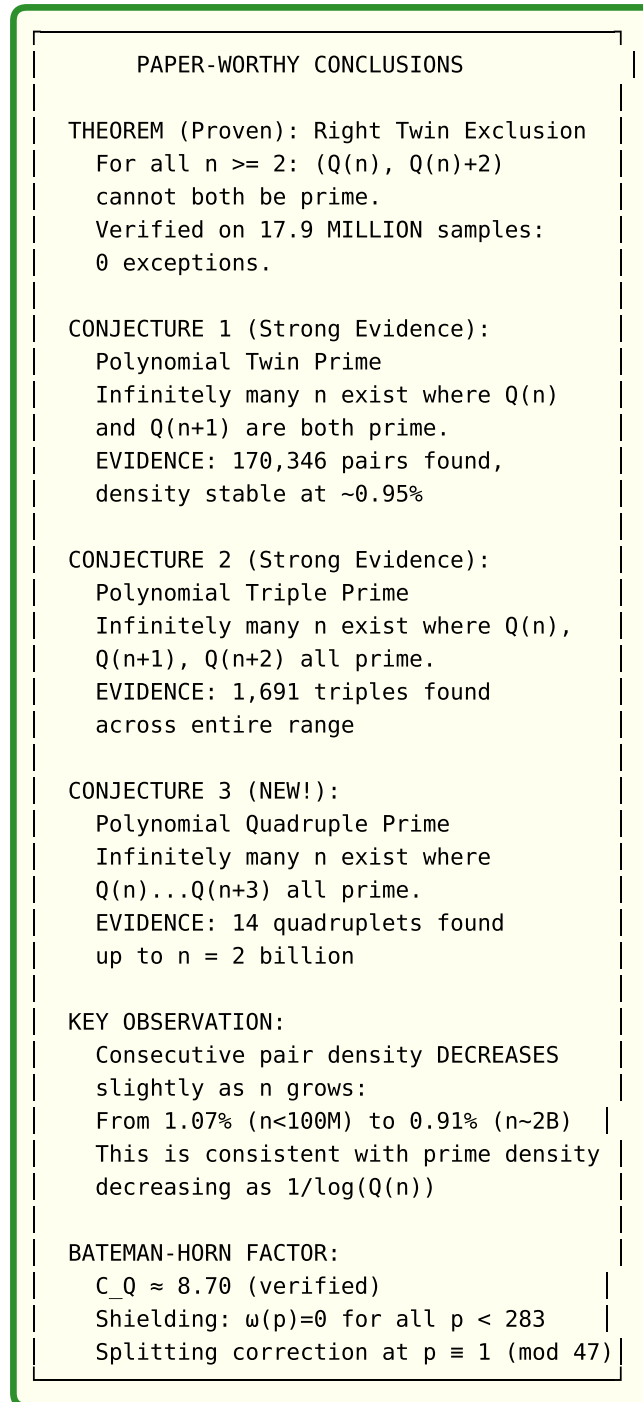 PAPER-WORTHY CONCLUSIONS
THEOREM (Proven): Right Twin Exclusion
For all n >= 2: (Q(n), Q(n)+2)
cannot both be prime.
Verified on 17.9 MILLION samples:
0 exceptions.
CONJECTURE 1 (Strong Evidence):
Polynomial Twin Prime
Infinitely many n exist where Q(n)
and Q(n+1) are both prime.
EVIDENCE: 170,346 pairs found,
density stable at ~0.95%
CONJECTURE 2 (Strong Evidence):
Polynomial Triple Prime
Infinitely many n exist where Q(n),
Q(n+1), Q(n+2) all prime.
EVIDENCE: 1,691 triples found
across entire range
CONJECTURE 3 (NEW!):
Polynomial Quadruple Prime
Infinitely many n exist where
Q(n)...Q(n+3) all prime.
EVIDENCE: 14 quadruplets found
up to n = 2 billion
KEY OBSERVATION:
Consecutive pair density DECREASES
slightly as n grows:
From 1.07% (n<100M) to 0.91% (n~2B)
This is consistent with prime density
decreasing as 1/log(Q(n))
BATEMAN-HORN FACTOR:
C_Q ≈ 8.70 (verified)
Shielding: ω(p)=0 for all p < 283
Splitting correction at p ≡ 1 (mod 47)